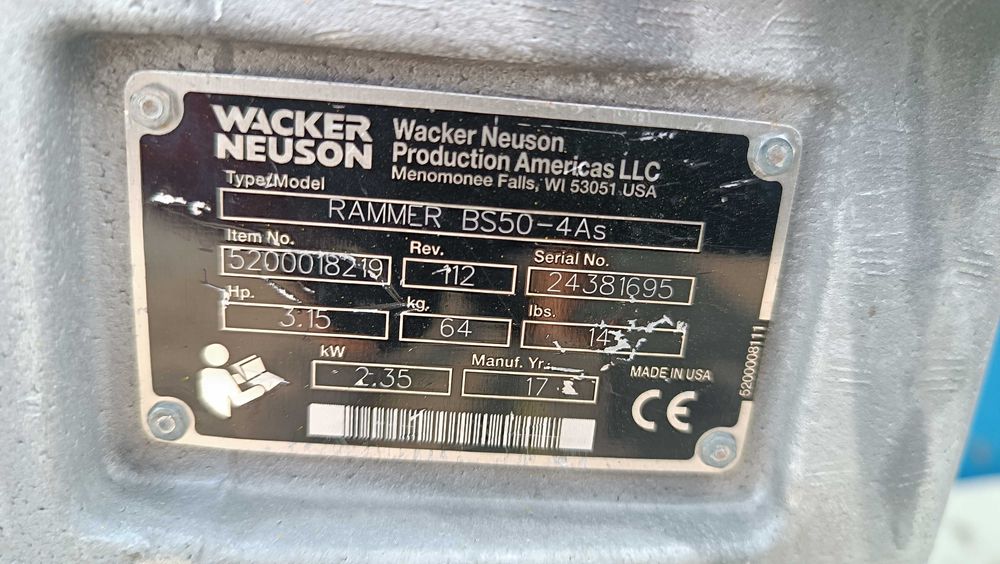 WACKER
NEUSON
Wacker Neuson
Production Americas LLC
Menomonee Falls, WI 53051 USA
Type/Model
RAMMER BS50-4As
Item No.
Rev.
Serial No.
5200018219
112
24381695
Hp.
kg.
lbs.
3.15
64
kW
Manuf. Yr.
MADE IN USA
2.35
17
CE
5200008111